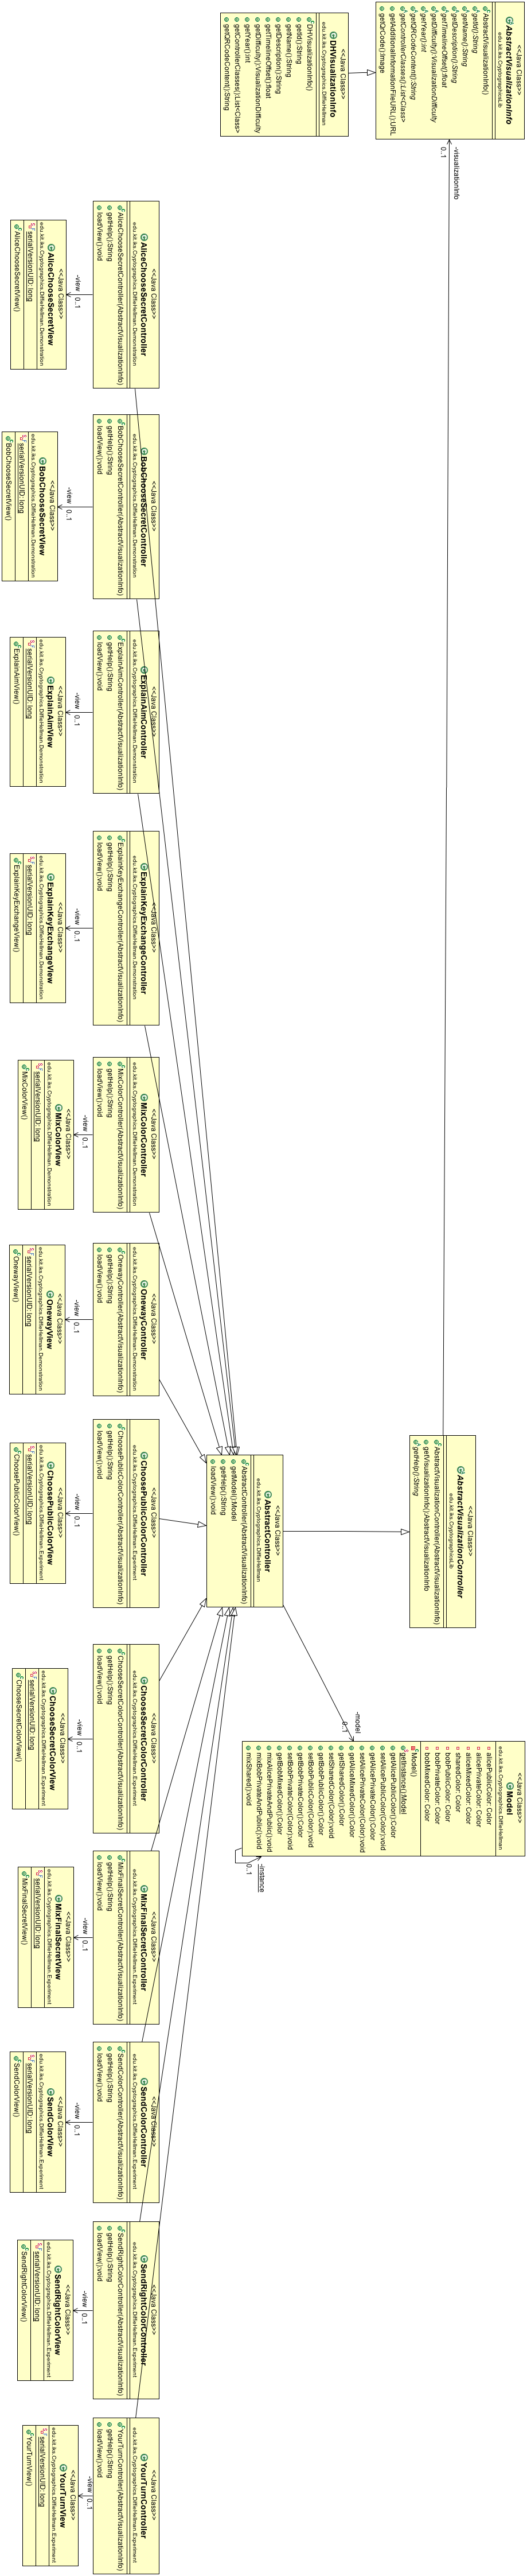 <<Java Class>>
AbstractVisualizationInfo
edu.kit.iks.CryptographicsLib
AbstractVisualizationInfo()
getId():String
getName():String
getDescription():String
getTimelineOffset():float
getDifficulty():VisualizationDifficulty
getYear():int
getQRCodeContent():String
getControllerClasses():List<Class>
getAdditionalInformationFileURL():URL
getQrCode():Image
<<Java Class>>
DHVisualizationInfo
edu.kit.iks.Cryptographics.DiffieHellman
DHVisualizationInfo()
getId():String
getName():String
getDescription():String
getTimelineOffset():float
getDifficulty():VisualizationDifficulty
getYear():int
getControllerClasses():List<Class>
getQRCodeContent():String
-visualizationInfo
0..1
<<Java Class>>
AbstractVisualizationController
edu.kit.iks.CryptographicsLib
AbstractVisualizationController(AbstractVisualizationInfo)
getVisualizationInfo():AbstractVisualizationInfo
getHelp():String
<<Java Class>>
AbstractController
edu.kit.iks.Cryptographics.DiffieHellman
AbstractController(AbstractVisualizationInfo)
getModel():Model
getHelp():String
loadView():void
-model
0..1
<<Java Class>>
Model
edu.kit.iks.Cryptographics.DiffieHellman
alicePublicColor: Color
alicePrivateColor: Color
aliceMixedColor: Color
sharedColor: Color
bobPublicColor: Color
bobPrivateColor: Color
bobMixedColor: Color
Model()
getInstance():Model
getAlicePublicColor():Color
setAlicePublicColor(Color):void
getAlicePrivateColor():Color
setAlicePrivateColor(Color):void
getAliceMixedColor():Color
getSharedColor():Color
setSharedColor(Color):void
getBobPublicColor():Color
setBobPublicColor(Color):void
getBobPrivateColor():Color
setBobPrivateColor(Color):void
getBobMixedColor():Color
mixAlicePrivateAndPublic():void
mixBobPrivateAndPublic():void
mixShared():void
-instance
0..1
<<Java Class>>
AliceChooseSecretController
edu.kit.iks.Cryptographics.DiffieHellman.Demonstration
AliceChooseSecretController(AbstractVisualizationInfo)
getHelp():String
loadView():void
-view
0..1
<<Java Class>>
AliceChooseSecretView
edu.kit.iks.Cryptographics.DiffieHellman.Demonstration
serialVersionUID: long
AliceChooseSecretView()
<<Java Class>>
BobChooseSecretController
edu.kit.iks.Cryptographics.DiffieHellman.Demonstration
BobChooseSecretController(AbstractVisualizationInfo)
getHelp():String
loadView():void
-view
0..1
<<Java Class>>
BobChooseSecretView
edu.kit.iks.Cryptographics.DiffieHellman.Demonstration
serialVersionUID: long
BobChooseSecretView()
<<Java Class>>
ExplainAimController
edu.kit.iks.Cryptographics.DiffieHellman.Demonstration
ExplainAimController(AbstractVisualizationInfo)
getHelp():String
loadView():void
-view
0..1
<<Java Class>>
ExplainAimView
edu.kit.iks.Cryptographics.DiffieHellman.Demonstration
serialVersionUID: long
ExplainAimView()
<<Java Class>>
ExplainKeyExchangeController
edu.kit.iks.Cryptographics.DiffieHellman.Demonstration
ExplainKeyExchangeController(AbstractVisualizationInfo)
getHelp():String
loadView():void
-view
0..1
<<Java Class>>
ExplainKeyExchangeView
edu.kit.iks.Cryptographics.DiffieHellman.Demonstration
serialVersionUID: long
ExplainKeyExchangeView()
<<Java Class>>
MixColorController
edu.kit.iks.Cryptographics.DiffieHellman.Demonstration
MixColorController(AbstractVisualizationInfo)
getHelp():String
loadView():void
-view
0..1
<<Java Class>>
MixColorView
edu.kit.iks.Cryptographics.DiffieHellman.Demonstration
serialVersionUID: long
MixColorView()
<<Java Class>>
OnewayController
edu.kit.iks.Cryptographics.DiffieHellman.Demonstration
OnewayController(AbstractVisualizationInfo)
getHelp():String
loadView():void
-view
0..1
<<Java Class>>
OnewayView
edu.kit.iks.Cryptographics.DiffieHellman.Demonstration
serialVersionUID: long
OnewayView()
<<Java Class>>
ChoosePublicColorController
edu.kit.iks.Cryptographics.DiffieHellman.Experiment
ChoosePublicColorController(AbstractVisualizationInfo)
getHelp():String
loadView():void
-view
0..1
<<Java Class>>
ChoosePublicColorView
edu.kit.iks.Cryptographics.DiffieHellman.Experiment
serialVersionUID: long
ChoosePublicColorView()
<<Java Class>>
ChooseSecretColorController
edu.kit.iks.Cryptographics.DiffieHellman.Experiment
ChooseSecretColorController(AbstractVisualizationInfo)
getHelp():String
loadView():void
-view
0..1
<<Java Class>>
ChooseSecretColorView
edu.kit.iks.Cryptographics.DiffieHellman.Experiment
serialVersionUID: long
ChooseSecretColorView()
<<Java Class>>
MixFinalSecretController
edu.kit.iks.Cryptographics.DiffieHellman.Experiment
MixFinalSecretController(AbstractVisualizationInfo)
getHelp():String
loadView():void
-view
0..1
<<Java Class>>
MixFinalSecretView
edu.kit.iks.Cryptographics.DiffieHellman.Experiment
serialVersionUID: long
MixFinalSecretView()
<<Java Class>>
SendColorController
edu.kit.iks.Cryptographics.DiffieHellman.Experiment
SendColorController(AbstractVisualizationInfo)
getHelp():String
loadView():void
-view
0..1
<<Java Class>>
SendColorView
edu.kit.iks.Cryptographics.DiffieHellman.Experiment
serialVersionUID: long
SendColorView()
<<Java Class>>
SendRightColorController
edu.kit.iks.Cryptographics.DiffieHellman.Experiment
SendRightColorController(AbstractVisualizationInfo)
getHelp():String
loadView():void
-view
0..1
<<Java Class>>
SendRightColorView
edu.kit.iks.Cryptographics.DiffieHellman.Experiment
serialVersionUID: long
SendRightColorView()
<<Java Class>>
YourTurnController
edu.kit.iks.Cryptographics.DiffieHellman.Experiment
YourTurnController(AbstractVisualizationInfo)
getHelp():String
loadView():void
-view
0..1
<<Java Class>>
YourTurnView
edu.kit.iks.Cryptographics.DiffieHellman.Experiment
serialVersionUID: long
YourTurnView()